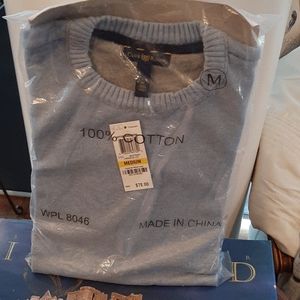 M
100% COTTON
MEDIUM
$75.00
WPL 8046
MADE IN CHINA